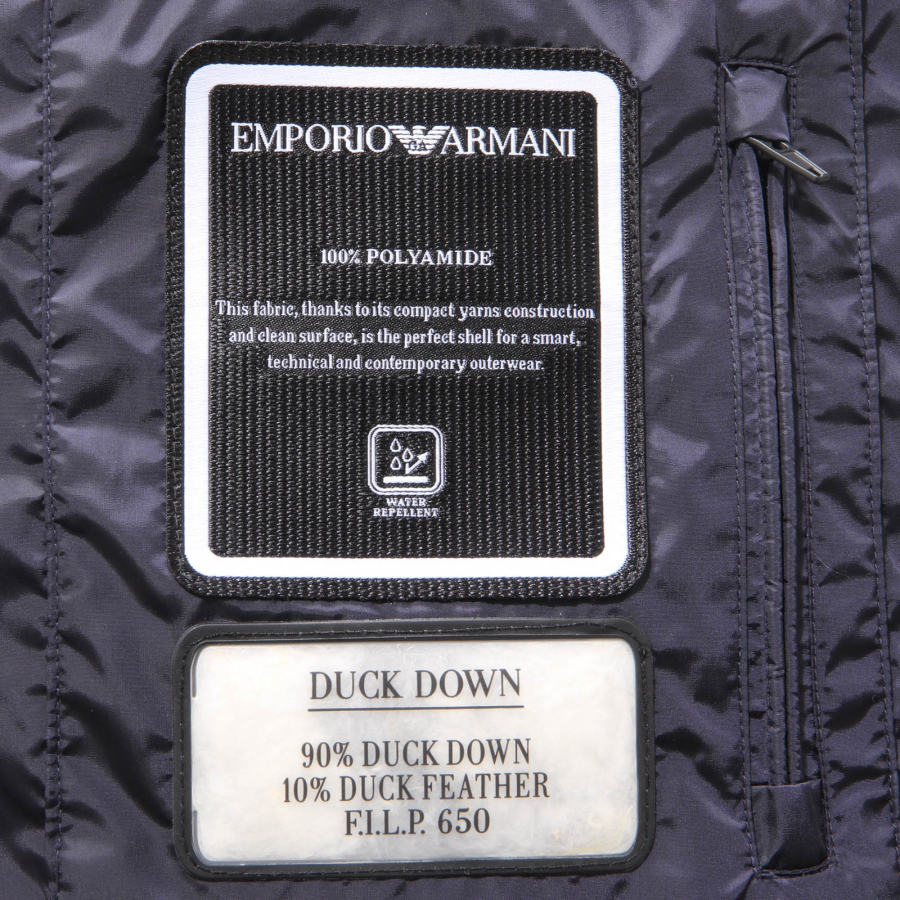 EMPORIO ARMANI
100% POLYAMIDE
This fabric, thanks to its compact yarns construction
and clean surface, is the perfect shell for a smart,
technical and contemporary outerwear.
WATER
REPELLENT
DUCK DOWN
90% DUCK DOWN
10% DUCK FEATHER
F.I.L.P. 650